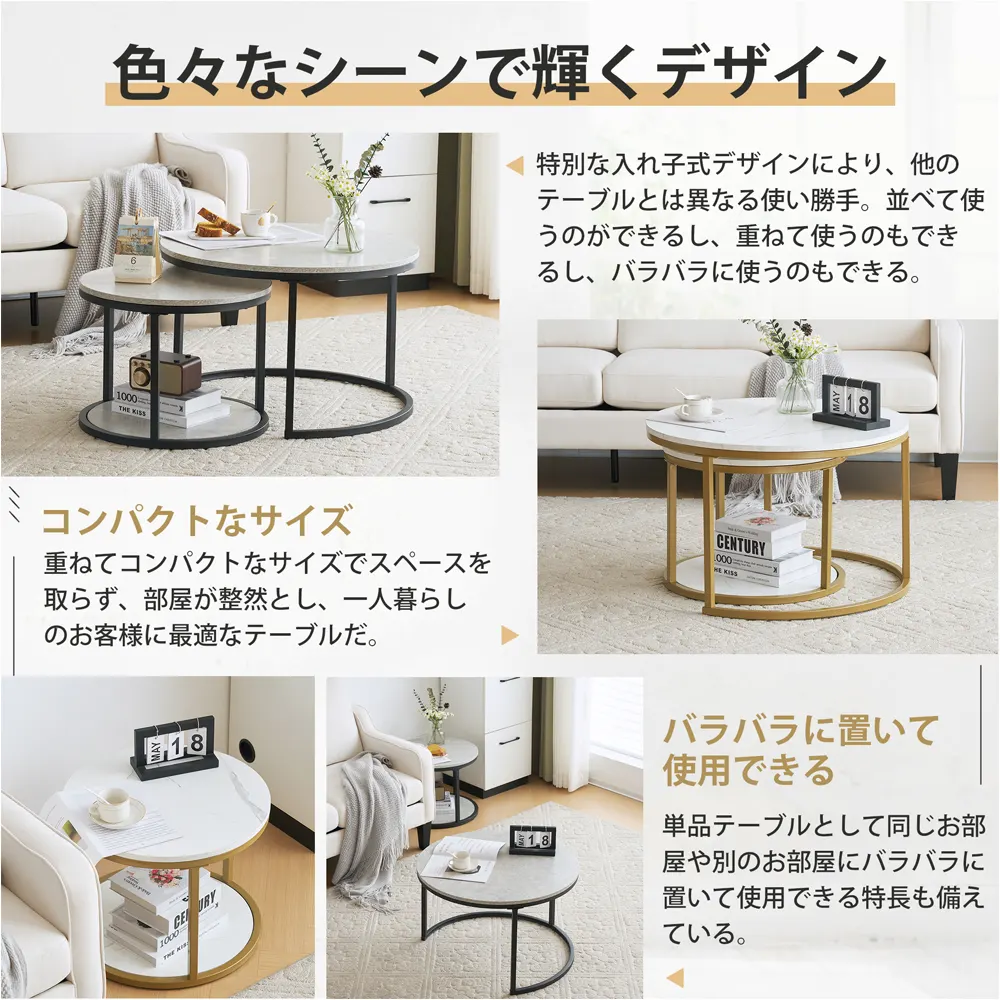 色々なシーンで輝くデザイン
特別な入れ子式デザインにより、他の
テーブルとは異なる使い勝手。並べて使
うのができるし、重ねて使うのもでき
るし、バラバラに使うのもできる。
6
1000
THE KISS
MAY 18
CENTURY
1000
THE KISS
コンパクトなサイズ
重ねてコンパクトなサイズでスペースを
取らず、部屋が整然とし、一人暮らし
のお客様に最適なテーブルだ。
MAY 18
1000
THE KISS
MAY 18
バラバラに置いて
使用できる
単品テーブルとして同じお部
屋や別のお部屋にバラバラに
置いて使用できる特長も備え
ている。